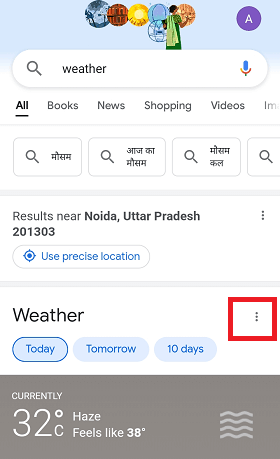 A
weather
All Books News Shopping Videos Im
मौसम
आज का
मौसम
मौसम
कल
Results near Noida, Uttar Pradesh
201303
Use precise location
Weather
Today Tomorrow 10 days
CURRENTLY
32°C Haze
Feels like 38°